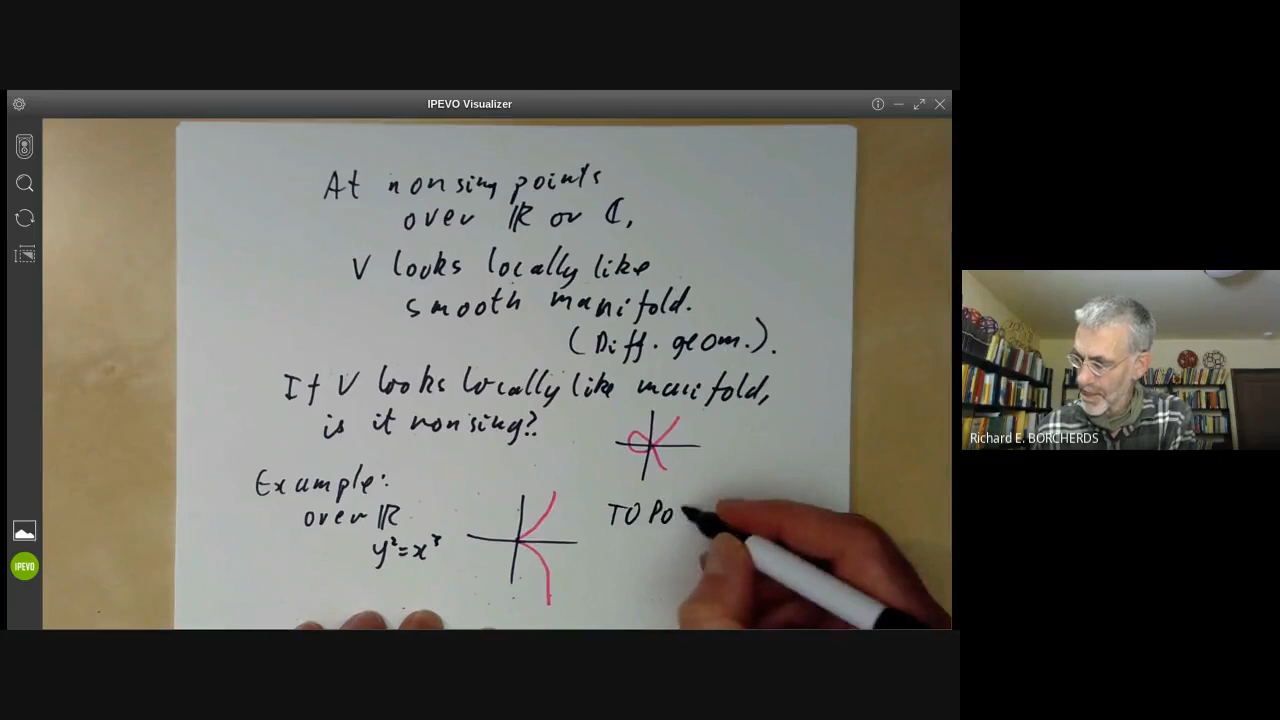 IPEVO Visualizer
At nonsing points
over ℝ or ℂ,
V looks locally like
smooth manifold.
(Diff. geom.).
If V looks locally like manifold,
is it nonsing?
Example:
over ℝ
y²=x³
TOPO
IPEVO
Richard E. BORCHERDS